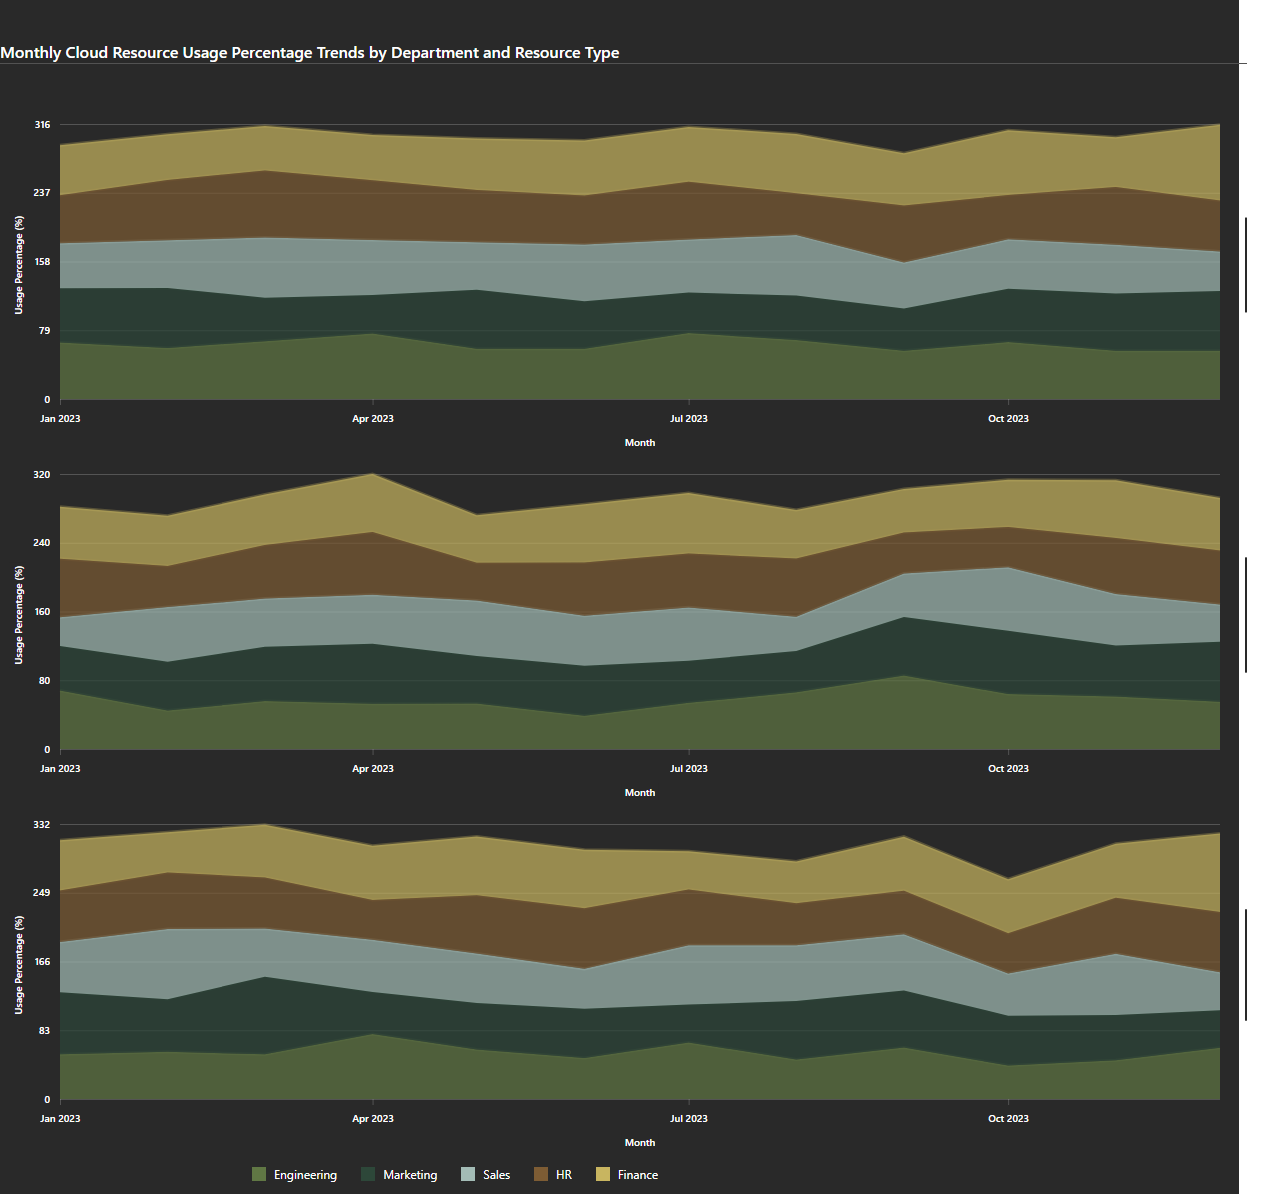 Monthly Cloud Resource Usage Percentage Trends by Department and Resource Type
316
237
158
79
0
Usage Percentage (%)
Jan 2023 Apr 2023 Jul 2023 Oct 2023
Month
320
240
160
80
0
Usage Percentage (%)
Jan 2023 Apr 2023 Jul 2023 Oct 2023
Month
332
249
166
83
0
Usage Percentage (%)
Jan 2023 Apr 2023 Jul 2023 Oct 2023
Month
Engineering Marketing Sales HR Finance